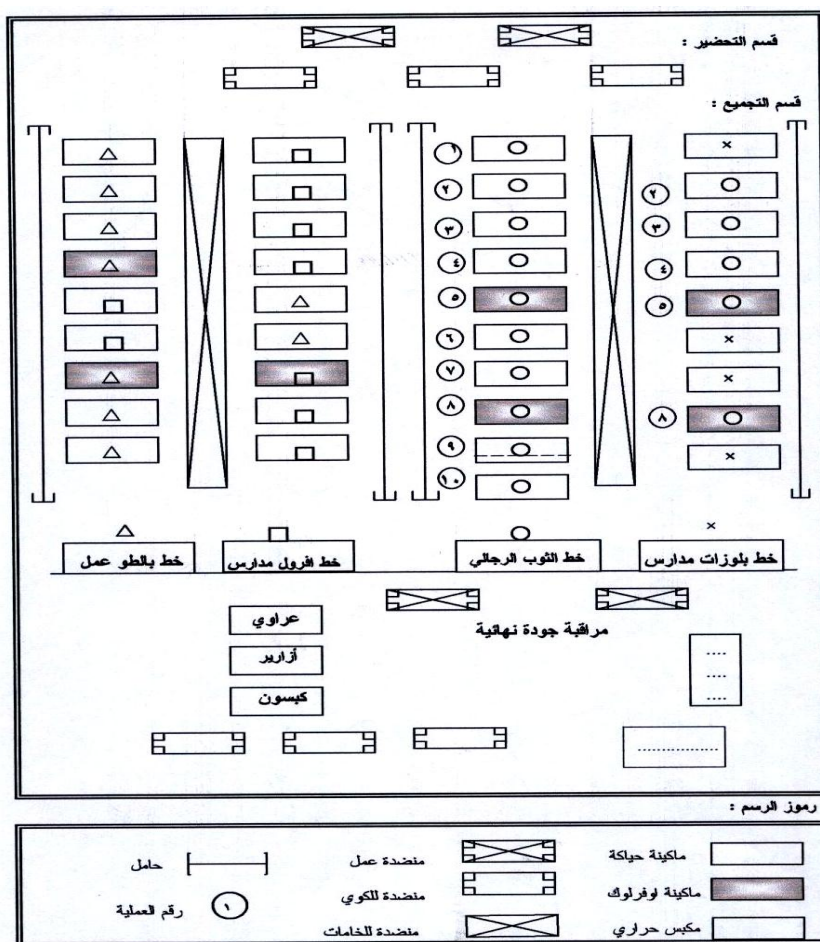 قسم التحضير :
قسم التجميع :
×
١
٢
٢
٣
٣
٤
٤
٥
٥
٦
×
٧
×
٨
٨
٩
×
١٠
×
خط بلوزات مدارس
خط الثوب الرجالي
خط افرول مدارس
خط بالطو عمل
مراقبة جودة نهائية
عراوي
أزارير
كبسون
رموز الرسم :
ماكينة حياكة
منضدة عمل
حامل
ماكينة اوفرلوك
منضدة للكوي
١
رقم العملية
مكبس حراري
منضدة للخامات